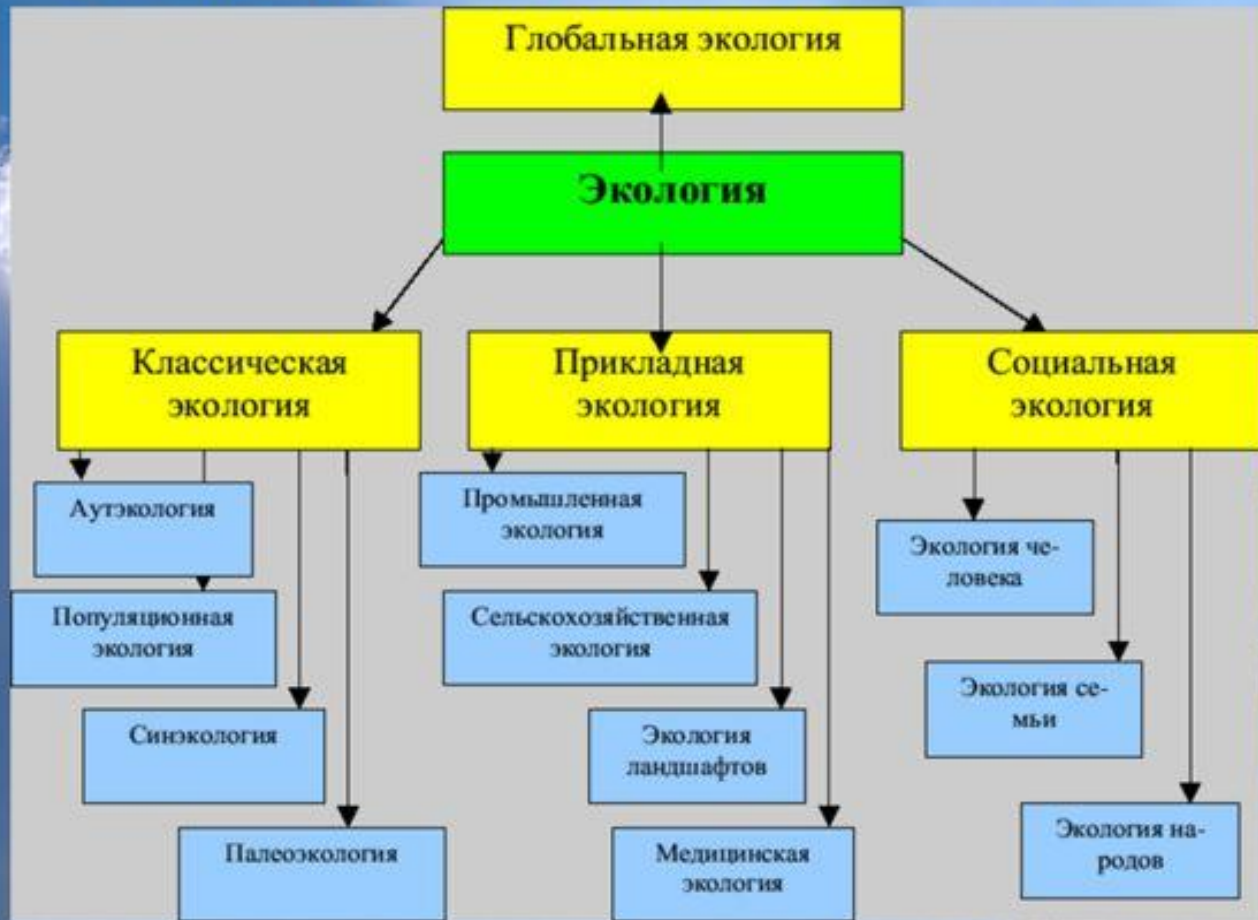 Глобальная экология
Экология
Классическая
экология
Прикладная
экология
Социальная
экология
Аутэкология
Популяционная
экология
Синэкология
Палеоэкология
Промышленная
экология
Сельскохозяйственная
экология
Экология
ландшафтов
Медицинская
экология
Экология че-
ловека
Экология се-
мьи
Экология на-
родов